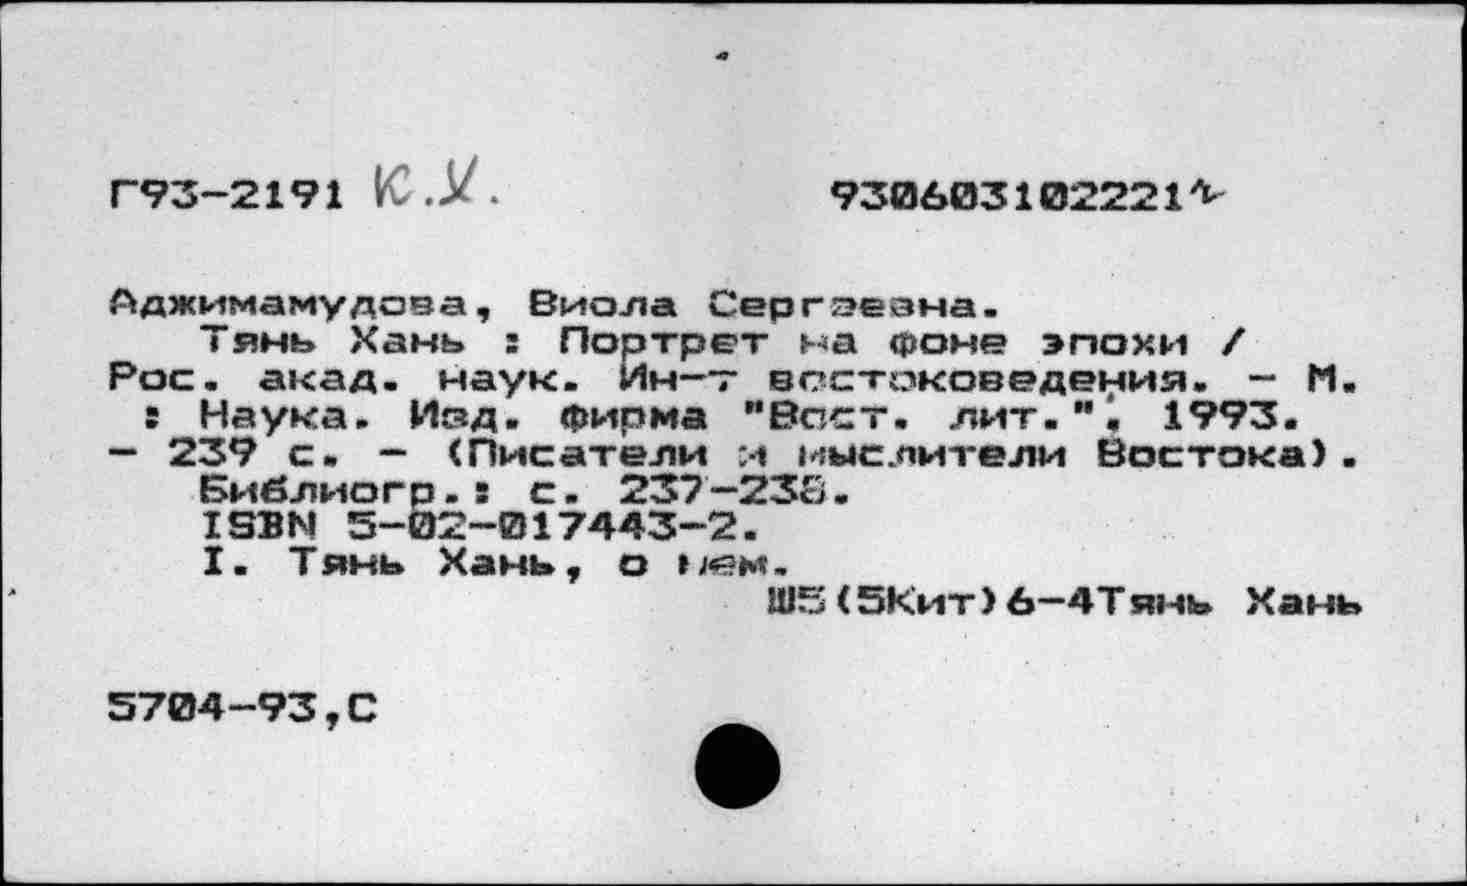 Г93-2191 К.У.
930603102221
Аджимамудова, Виола Сергеевна.
Тянь Хань : Портрет на фоне эпохи /
Рос. акад. наук. Ин-т востоковедения. - М.
: Наука. Изд. фирма "Вост. лит.", 1993.
- 239 с. - (Писатели и мыслители Востока).
Библиогр.: с. 237-238.
ISBN 5-02-017443-2.
I. Тянь Хань, о нем.
Ш5(5Кит)6-4Тянь Хань
5704-93,С